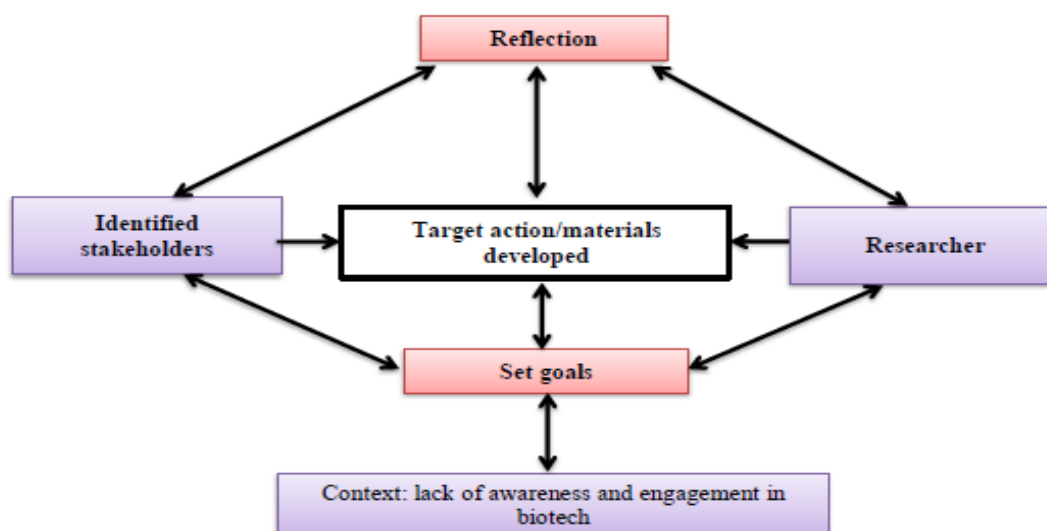 Reflection
Identified
stakeholders
Target action/materials
developed
Researcher
Set goals
Context: lack of awareness and engagement in
biotech